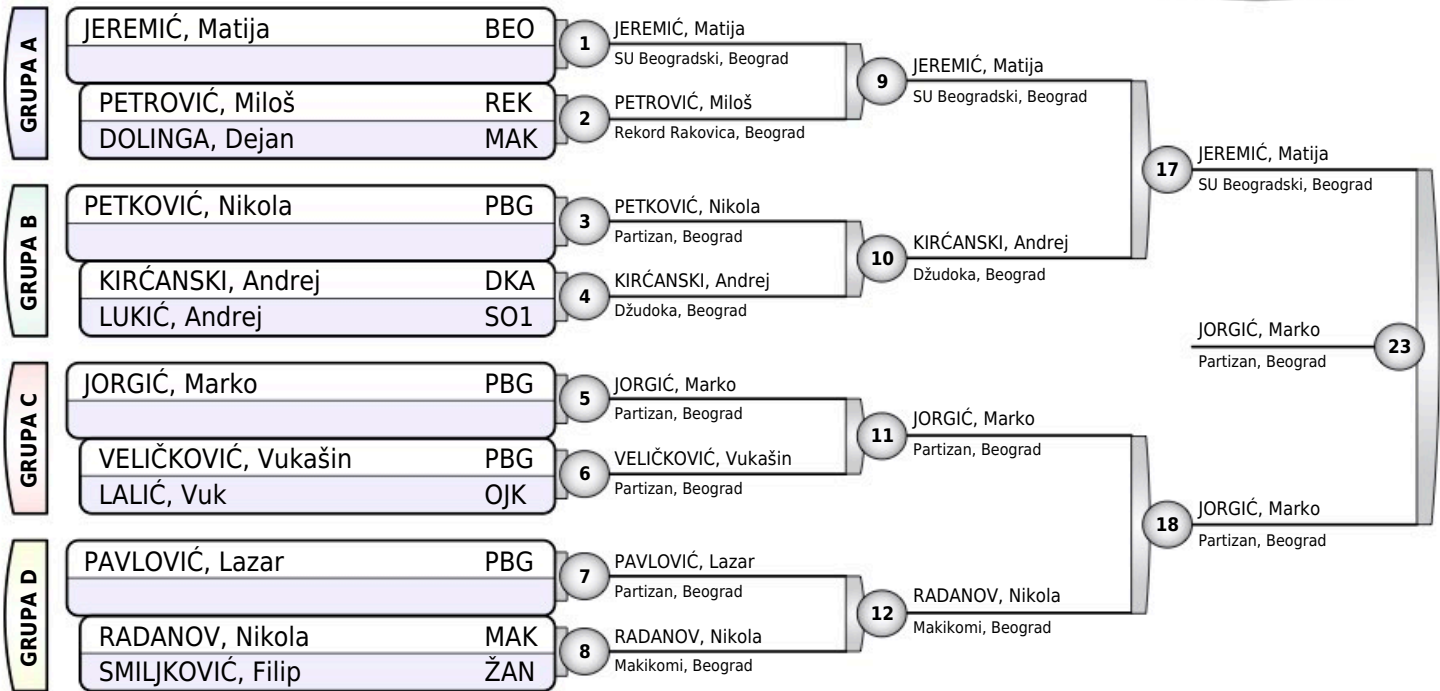 GRUPA A
JEREMIĆ, Matija BEO
PETROVIĆ, Miloš REK
DOLINGA, Dejan MAK
GRUPA B
PETKOVIĆ, Nikola PBG
KIRĆANSKI, Andrej DKA
LUKIĆ, Andrej SO1
GRUPA C
JORGIĆ, Marko PBG
VELIČKOVIĆ, Vukašin PBG
LALIĆ, Vuk OJK
GRUPA D
PAVLOVIĆ, Lazar PBG
RADANOV, Nikola MAK
SMILJKOVIĆ, Filip ŽAN
1
JEREMIĆ, Matija
SU Beogradski, Beograd
2
PETROVIĆ, Miloš
Rekord Rakovica, Beograd
3
PETKOVIĆ, Nikola
Partizan, Beograd
4
KIRĆANSKI, Andrej
Džudoka, Beograd
5
JORGIĆ, Marko
Partizan, Beograd
6
VELIČKOVIĆ, Vukašin
Partizan, Beograd
7
PAVLOVIĆ, Lazar
Partizan, Beograd
8
RADANOV, Nikola
Makikomi, Beograd
9
JEREMIĆ, Matija
SU Beogradski, Beograd
10
KIRĆANSKI, Andrej
Džudoka, Beograd
11
JORGIĆ, Marko
Partizan, Beograd
12
RADANOV, Nikola
Makikomi, Beograd
17
JEREMIĆ, Matija
SU Beogradski, Beograd
18
JORGIĆ, Marko
Partizan, Beograd
JORGIĆ, Marko
Partizan, Beograd
23